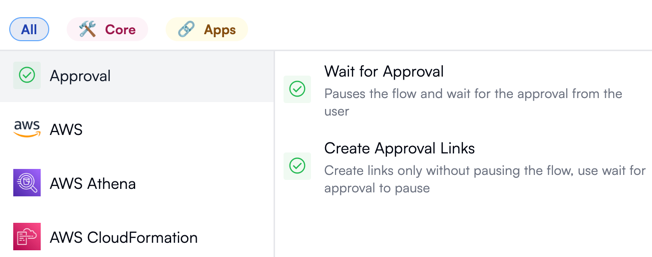 All
Core
Apps
Approval
aws
AWS
AWS Athena
AWS CloudFormation
Wait for Approval
Pauses the flow and wait for the approval from the
user
Create Approval Links
Create links only without pausing the flow, use wait for
approval to pause